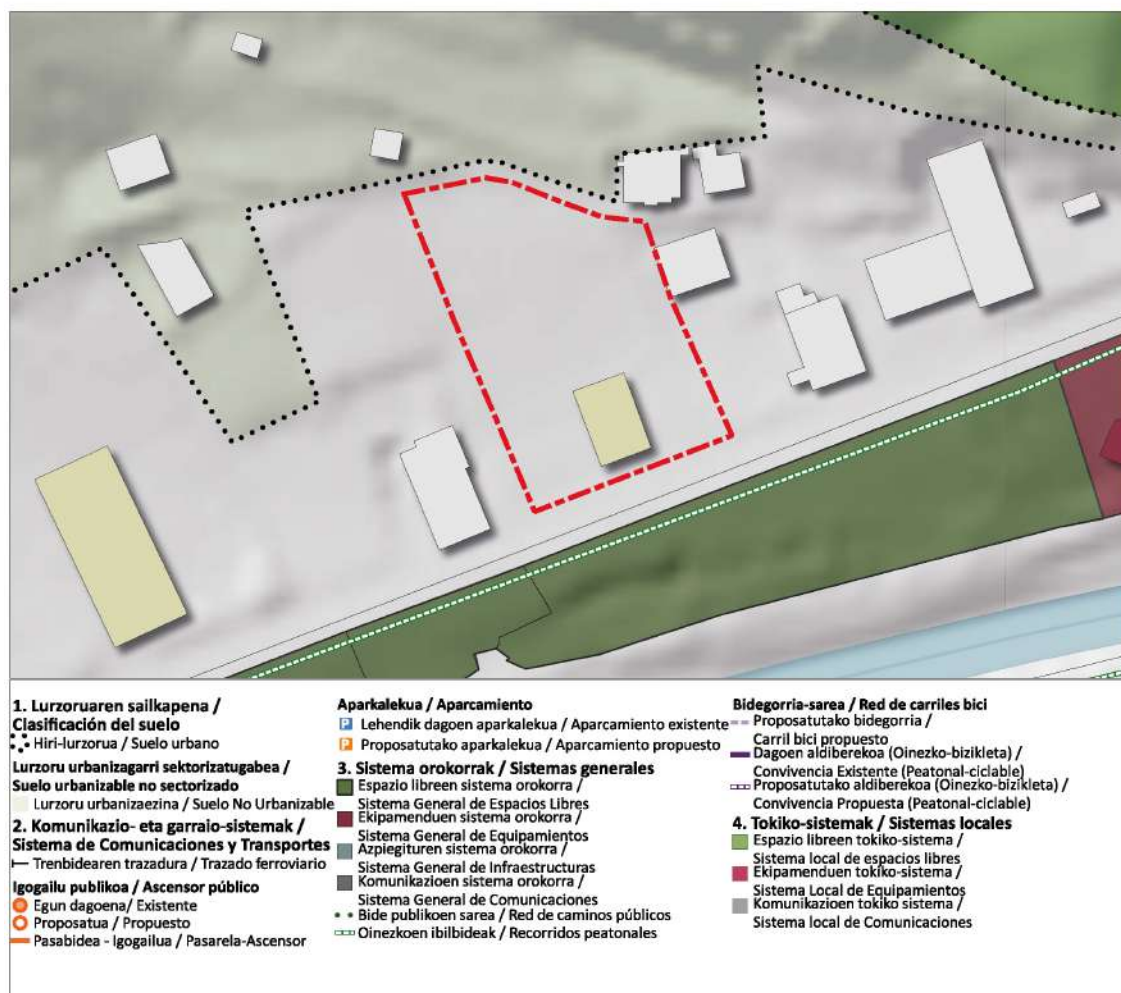 1. Lurzoruaren sailkapena /
Clasificación del suelo
Hiri-lurzorua / Suelo urbano
Lurzoru urbanizagarri sektorizatugabea /
Suelo urbanizable no sectorizado
Lurzoru urbanizaezina / Suelo No Urbanizable
2. Komunikazio- eta garraio-sistemak /
Sistema de Comunicaciones y Transportes
Trenbidearen trazadura / Trazado ferroviario
Igogailu publikoa / Ascensor público
Egun dagoena/ Existente
Proposatua / Propuesto
Pasabidea - Igogailua / Pasarela-Ascensor
Aparkalekua / Aparcamiento
P Lehendik dagoen aparkalekua / Aparcamiento existente
P Proposatutako aparkalekua / Aparcamiento propuesto
3. Sistema orokorrak / Sistemas generales
Espazio libreen sistema orokorra /
Sistema General de Espacios Libres
Ekipamenduen sistema orokorra /
Sistema General de Equipamientos
Azpiegituren sistema orokorra /
Sistema General de Infraestructuras
Komunikazioen sistema orokorra /
Sistema General de Comunicaciones
Bide publikoen sarea / Red de caminos públicos
Oinezkoen ibilbideak / Recorridos peatonales
Bidegorria-sarea / Red de carriles bici
Proposatutako bidegorria /
Carril bici propuesto
Dagoen aldiberekoa (Oinezko-bizikleta) /
Convivencia Existente (Peatonal-ciclable)
Proposatutako aldiberekoa (Oinezko-bizikleta) /
Convivencia Propuesta (Peatonal-ciclable)
4. Tokiko-sistemak / Sistemas locales
Espazio libreen tokiko-sistema /
Sistema local de espacios libres
Ekipamenduen tokiko-sistema /
Sistema Local de Equipamientos
Komunikazioen tokiko sistema /
Sistema local de Comunicaciones